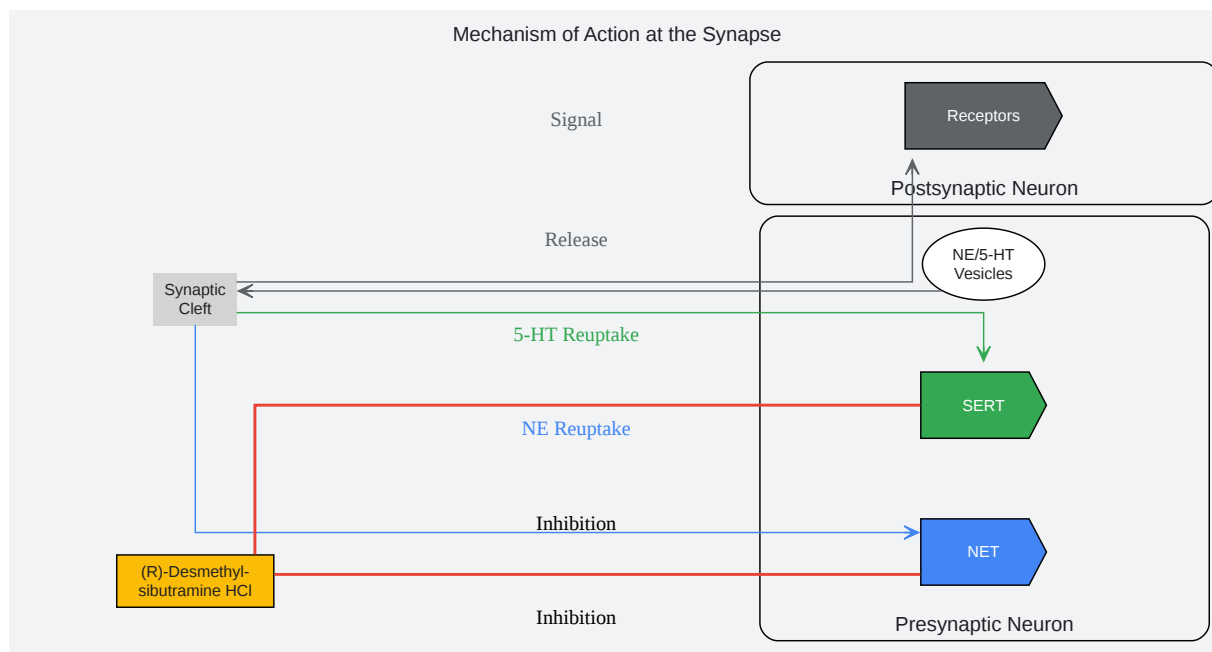 Mechanism of Action at the Synapse
Signal
Receptors
Postsynaptic Neuron
Release
NE/5-HT
Vesicles
Synaptic
Cleft
5-HT Reuptake
SERT
NE Reuptake
Inhibition
NET
(R)-Desmethyl-
sibutramine HCl
Inhibition
Presynaptic Neuron